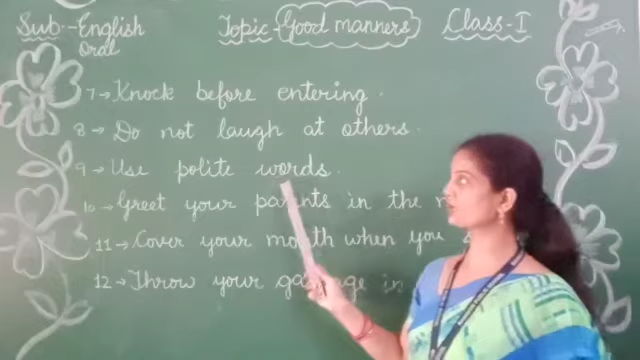 Sub:- English Topic - Good manners Class - I
Oral
7 → Knock before entering.
8 → Do not laugh at others.
9 → Use polite words.
10 → Greet your parents in the
11 → Cover your mouth when you
12 → Throw your garbage in